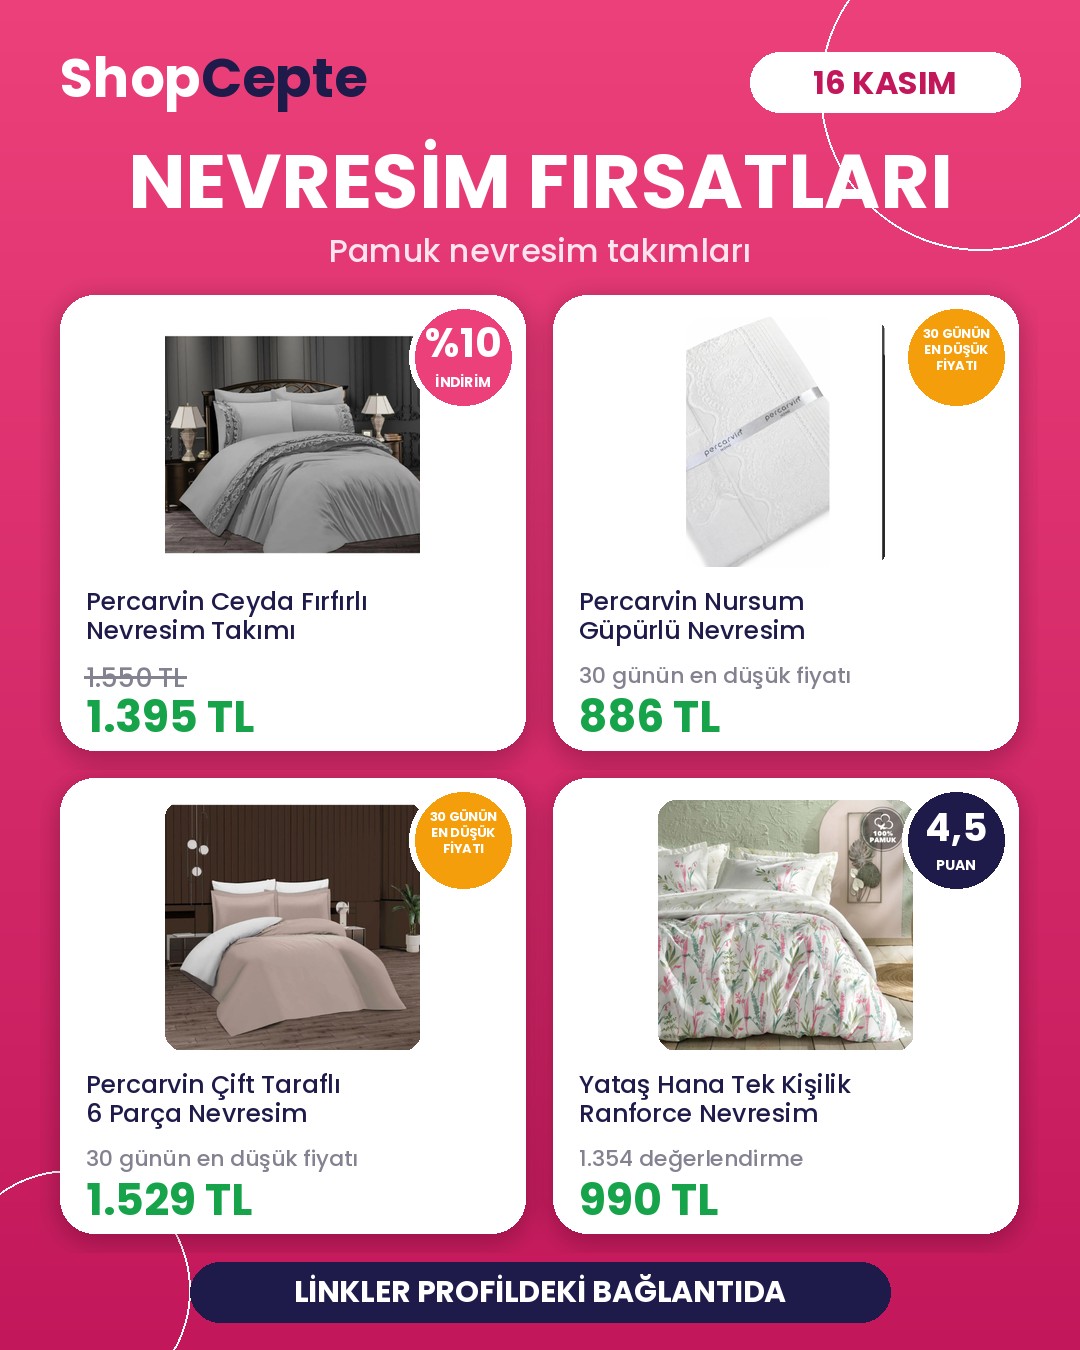 ShopCepte
16 KASIM
NEVRESİM FIRSATLARI
Pamuk nevresim takımları
%10
İNDİRİM
Percarvin Ceyda Fırfırlı
Nevresim Takımı
1.550 TL
1.395 TL
percarvin
percarvin
30 GÜNÜN
EN DÜŞÜK
FİYATI
Percarvin Nursum
Güpürlü Nevresim
30 günün en düşük fiyatı
886 TL
30 GÜNÜN
EN DÜŞÜK
FİYATI
Percarvin Çift Taraflı
6 Parça Nevresim
30 günün en düşük fiyatı
1.529 TL
100%
PAMUK
4,5
PUAN
Yataş Hana Tek Kişilik
Ranforce Nevresim
1.354 değerlendirme
990 TL
LİNKLER PROFİLDEKİ BAĞLANTIDA